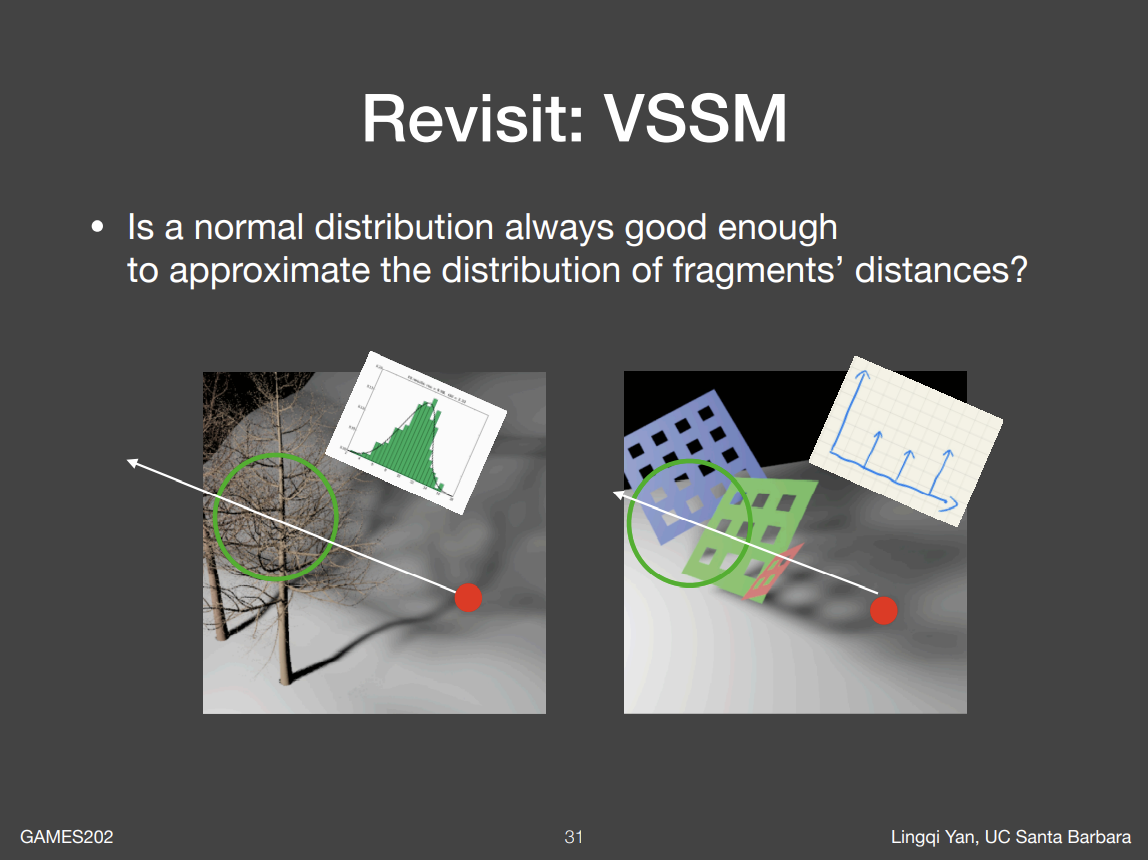 Revisit: VSSM
• Is a normal distribution always good enough
to approximate the distribution of fragments’ distances?
GAMES202
31
Lingqi Yan, UC Santa Barbara